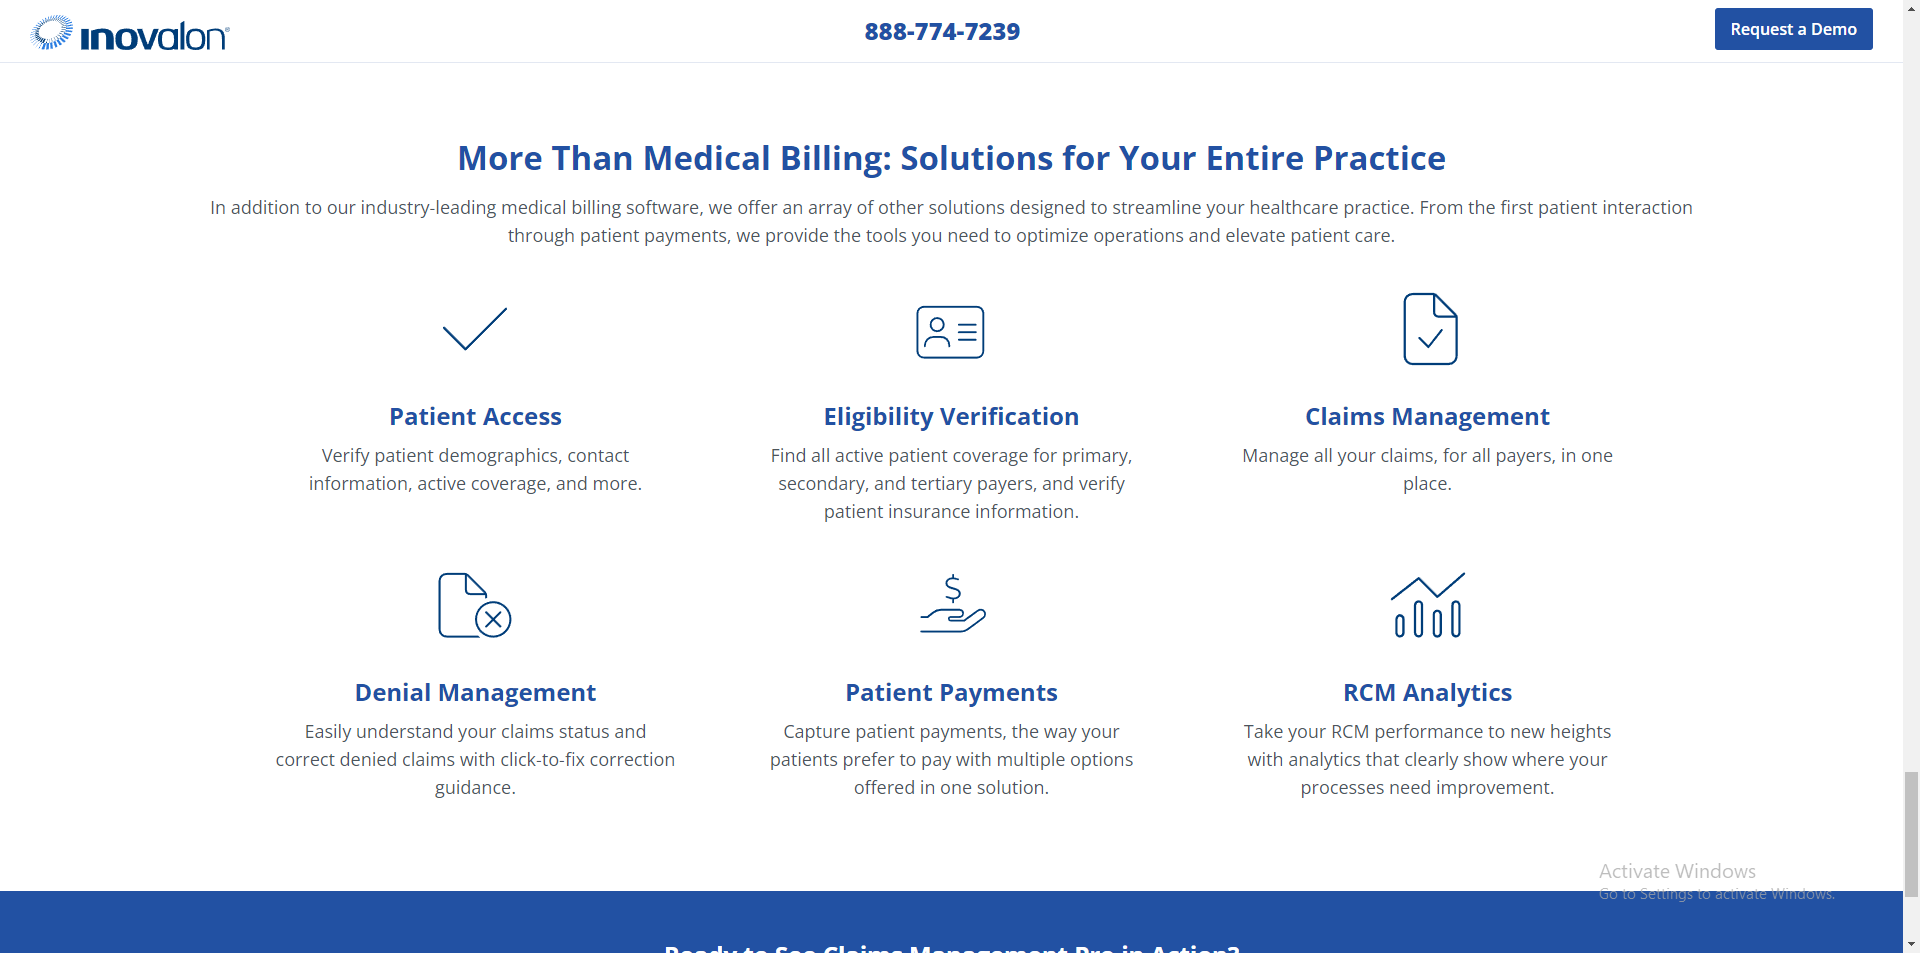 inovalon®
888-774-7239
Request a Demo
More Than Medical Billing: Solutions for Your Entire Practice
In addition to our industry-leading medical billing software, we offer an array of other solutions designed to streamline your healthcare practice. From the first patient interaction
through patient payments, we provide the tools you need to optimize operations and elevate patient care.
Patient Access
Verify patient demographics, contact
information, active coverage, and more.
Eligibility Verification
Find all active patient coverage for primary,
secondary, and tertiary payers, and verify
patient insurance information.
Claims Management
Manage all your claims, for all payers, in one
place.
$
Denial Management
Easily understand your claims status and
correct denied claims with click-to-fix correction
guidance.
Patient Payments
Capture patient payments, the way your
patients prefer to pay with multiple options
offered in one solution.
RCM Analytics
Take your RCM performance to new heights
with analytics that clearly show where your
processes need improvement.
Activate Windows
Go to Settings to activate Windows.
Ready to See Claims Management Pro in Action?